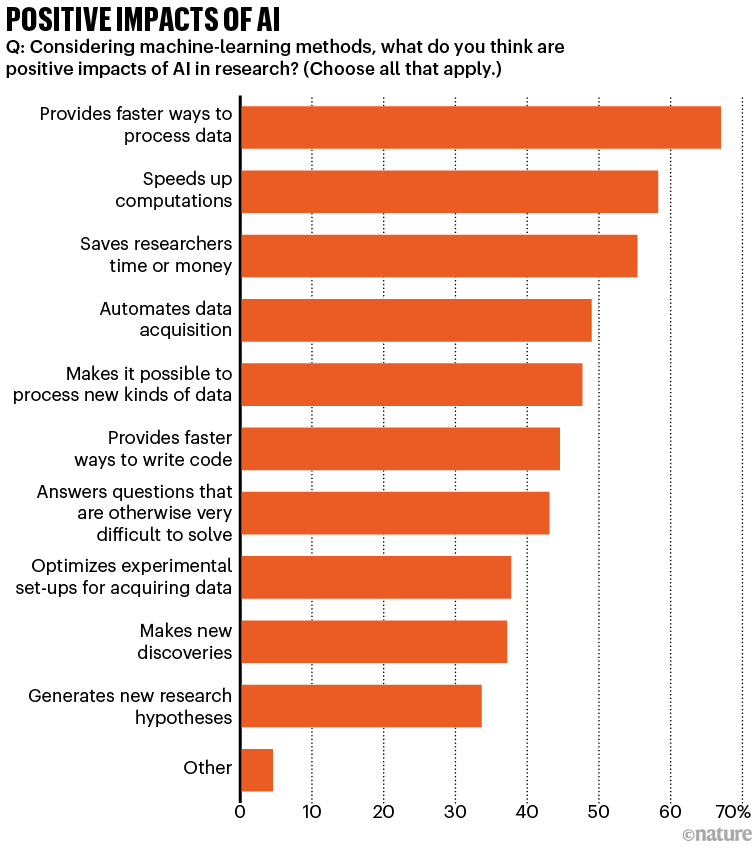 POSITIVE IMPACTS OF AI
Q: Considering machine-learning methods, what do you think are
positive impacts of AI in research? (Choose all that apply.)
Provides faster ways to
process data
Speeds up
computations
Saves researchers
time or money
Automates data
acquisition
Makes it possible to
process new kinds of data
Provides faster
ways to write code
Answers questions that
are otherwise very
difficult to solve
Optimizes experimental
set-ups for acquiring data
Makes new
discoveries
Generates new research
hypotheses
Other
0 10 20 30 40 50 60 70%
©nature